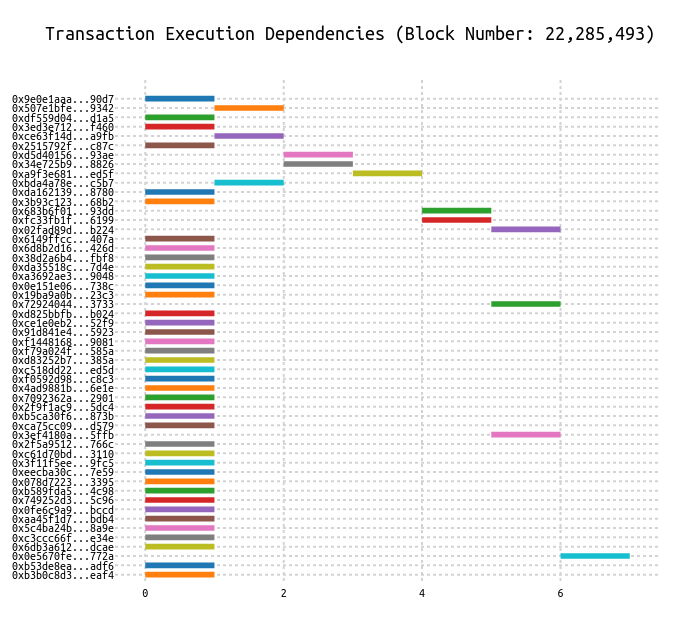 Transaction Execution Dependencies (Block Number: 22,285,493)
0x9e0e1aaa...90d7
0x507e1bfe...9342
0xdf559d04...d1a5
0x3ed3e712...f460
0xce63f14d...a9fb
0x2515792f...c87c
0xd5d40156...93ae
0x34e725b9...8826
0xa9f3e681...ed5f
0xbda4a78e...c5b7
0xda162139...8780
0x3b93c123...68b2
0x683b6f01...93dd
0xfc33fb1f...6199
0x02fad89d...b224
0x6149ffcc...407a
0x6d8b2d16...426d
0x38d2a6b4...fbf8
0xda35518c...7d4e
0xa3692ae3...9048
0x0e151e06...738c
0x19ba9a0b...23c3
0x72924044...3733
0xd825bbfb...b024
0xce1e0eb2...52f9
0x91d841e4...5923
0xf1448168...9081
0xf79a024f...585a
0xd83252b7...385a
0xc518dd22...ed5d
0xf0592d98...c8c3
0x4ad9881b...6e1e
0x7092362a...2901
0x2f9f1ac9...5dc4
0xb5ca30f6...873b
0xca75cc09...d579
0x3ef4180a...5ffb
0x2f5a9512...766c
0xc61d70bd...3110
0x3f11f5ee...9fc5
0xeecba30c...7e59
0x078d7223...3395
0xb589fda5...4c98
0x749252d3...5c96
0x0fe6c9a9...bccd
0xaa45f1d7...bdb4
0x5c4ba24b...8a9e
0xc3ccc66f...e34e
0x6db3a612...dcae
0x0e5670fe...772a
0xb53de8ea...adf6
0xb3b0c8d3...eaf4
0 2 4 6